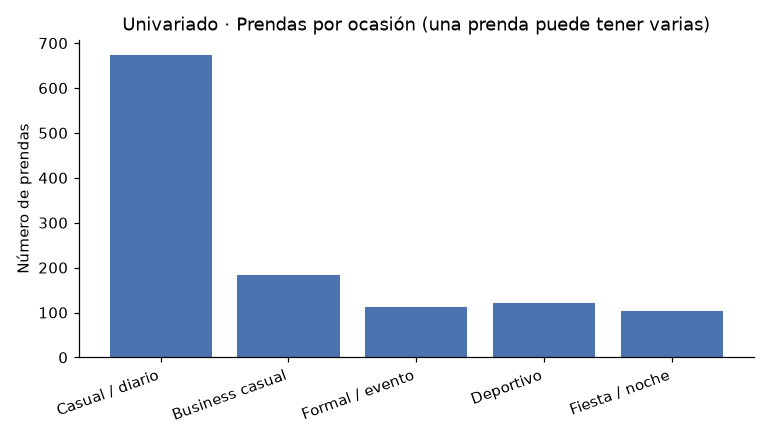 Univariado · Prendas por ocasión (una prenda puede tener varias)
Número de prendas
700
600
500
400
300
200
100
0
Casual / diario
Business casual
Formal / evento
Deportivo
Fiesta / noche